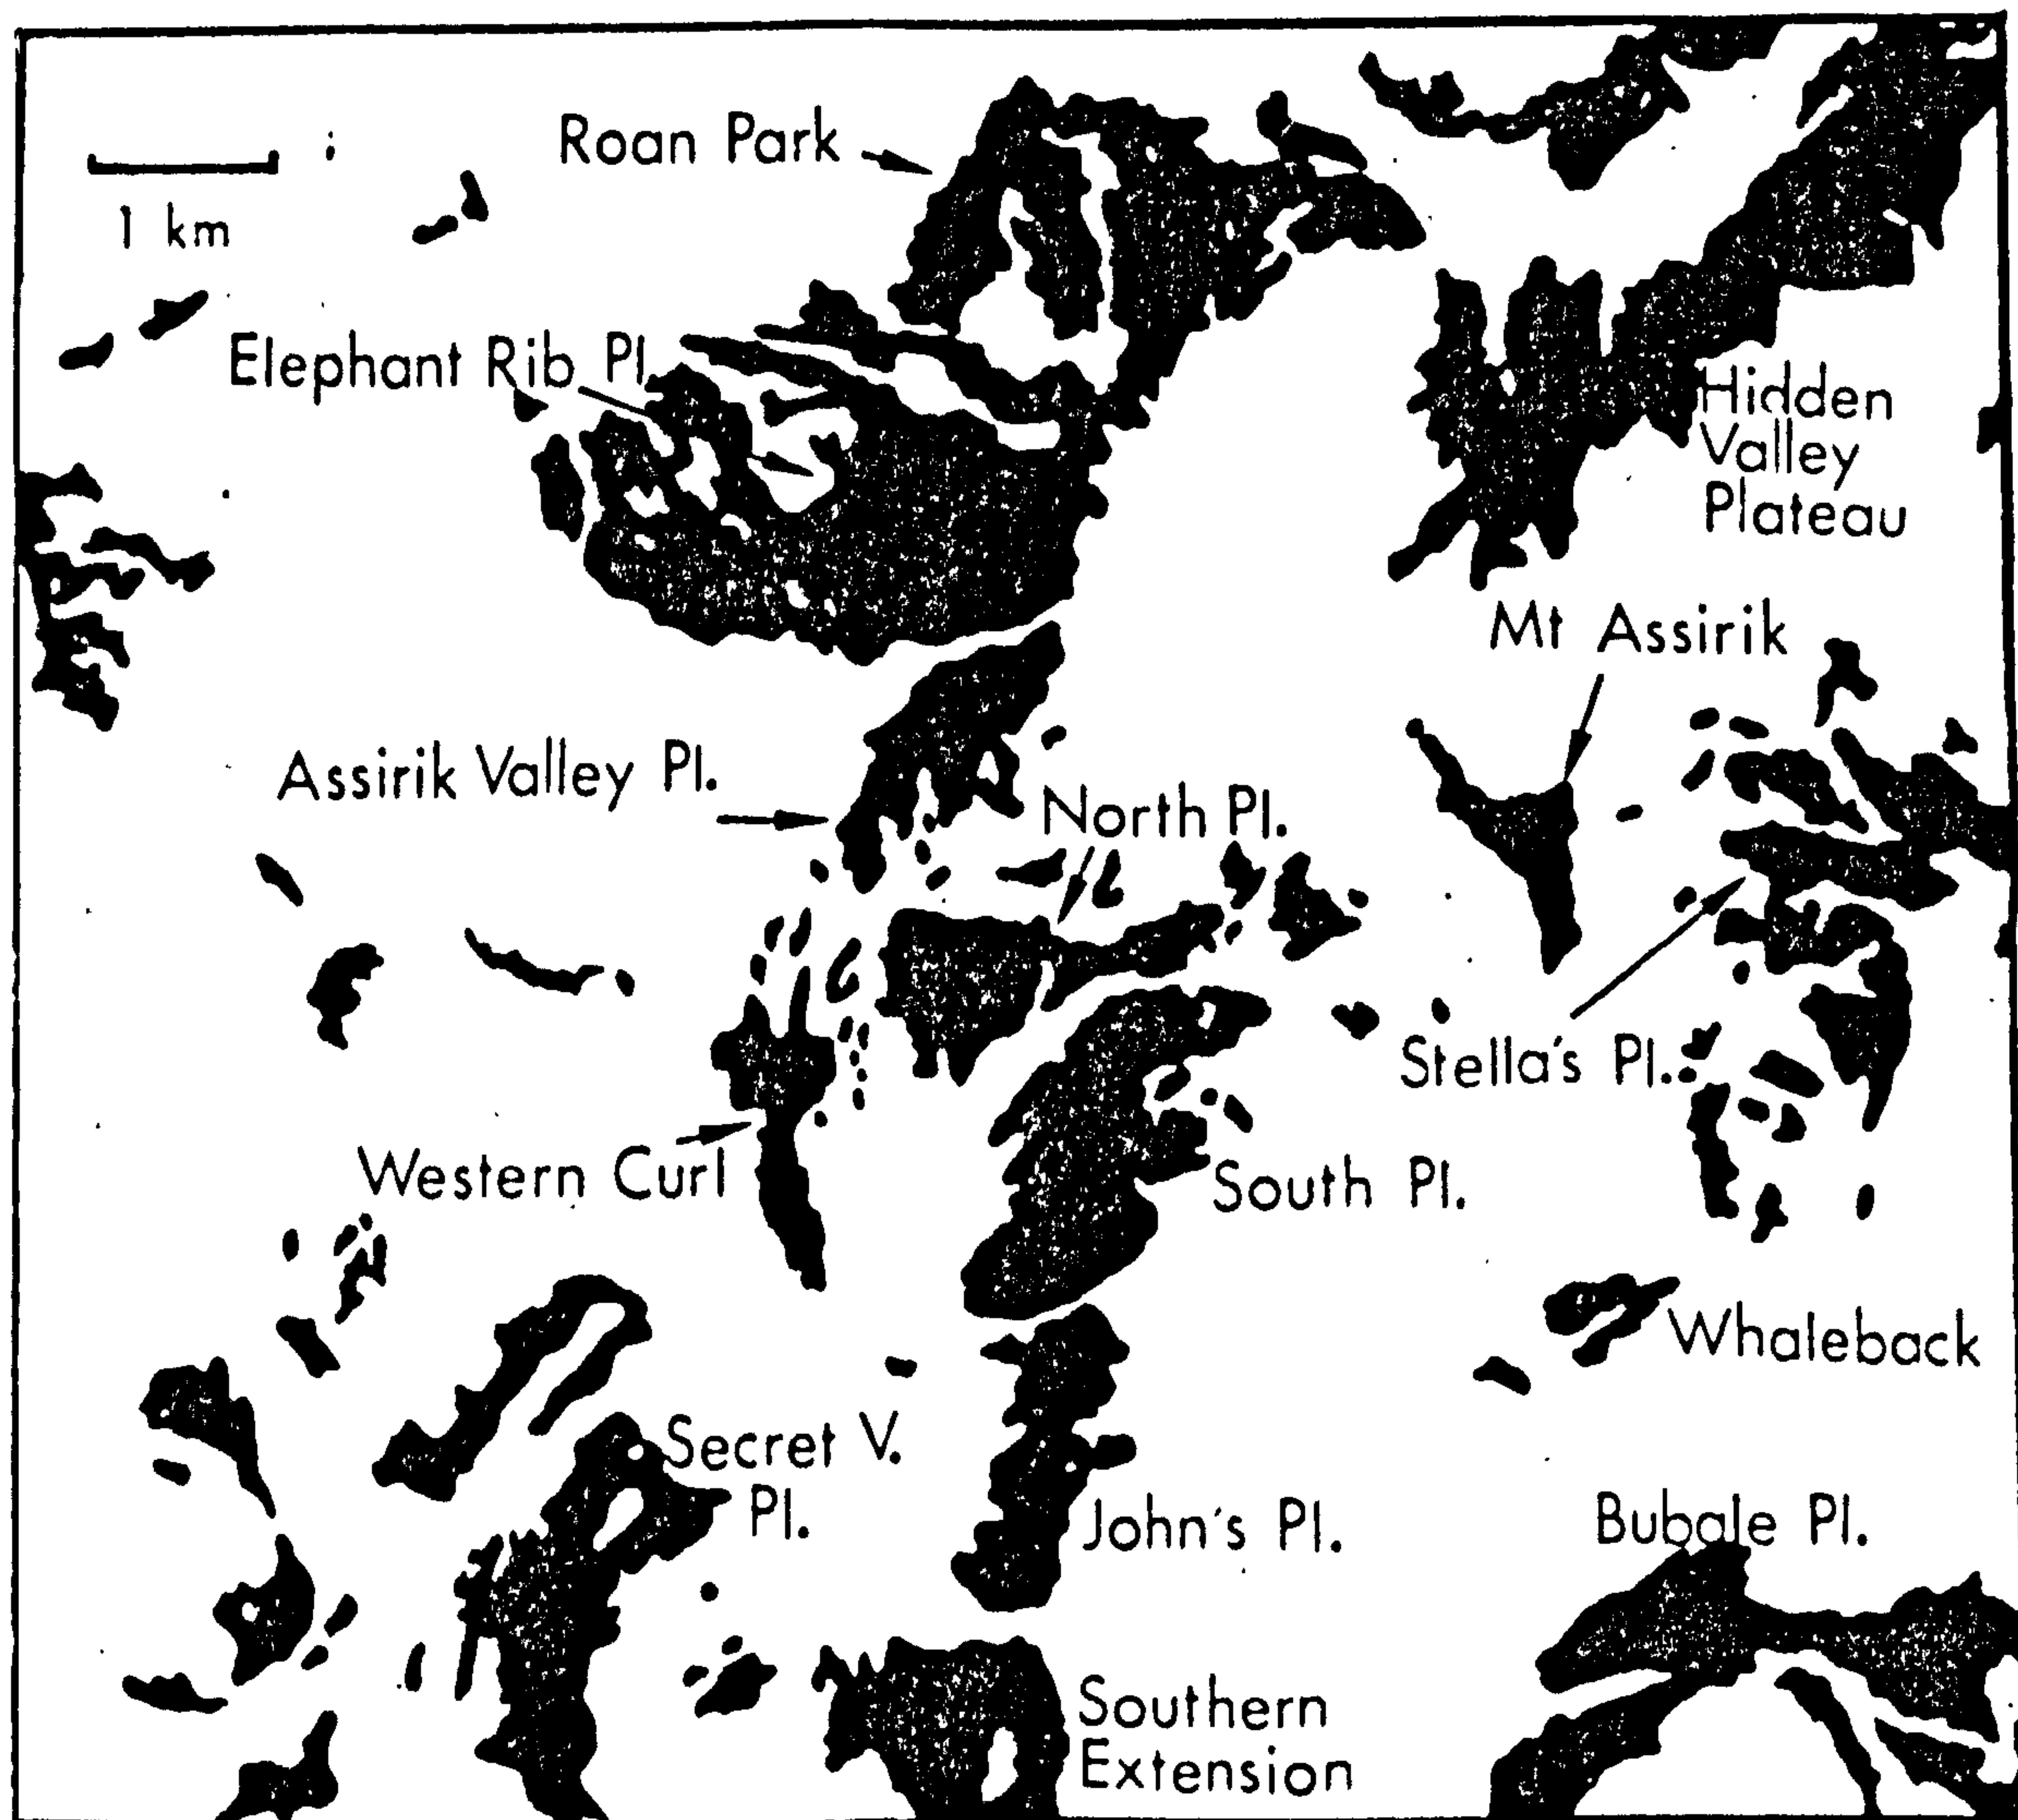 Roan Park
1 km
Elephant Rib Pl.
Hidden
Valley
Plateau
Mt Assirik
Assirik Valley Pl.
North Pl.
Stella's Pl.
Western Curl
South Pl.
Whaleback
Secret V.
Pl.
John's Pl.
Bubale Pl.
Southern
Extension